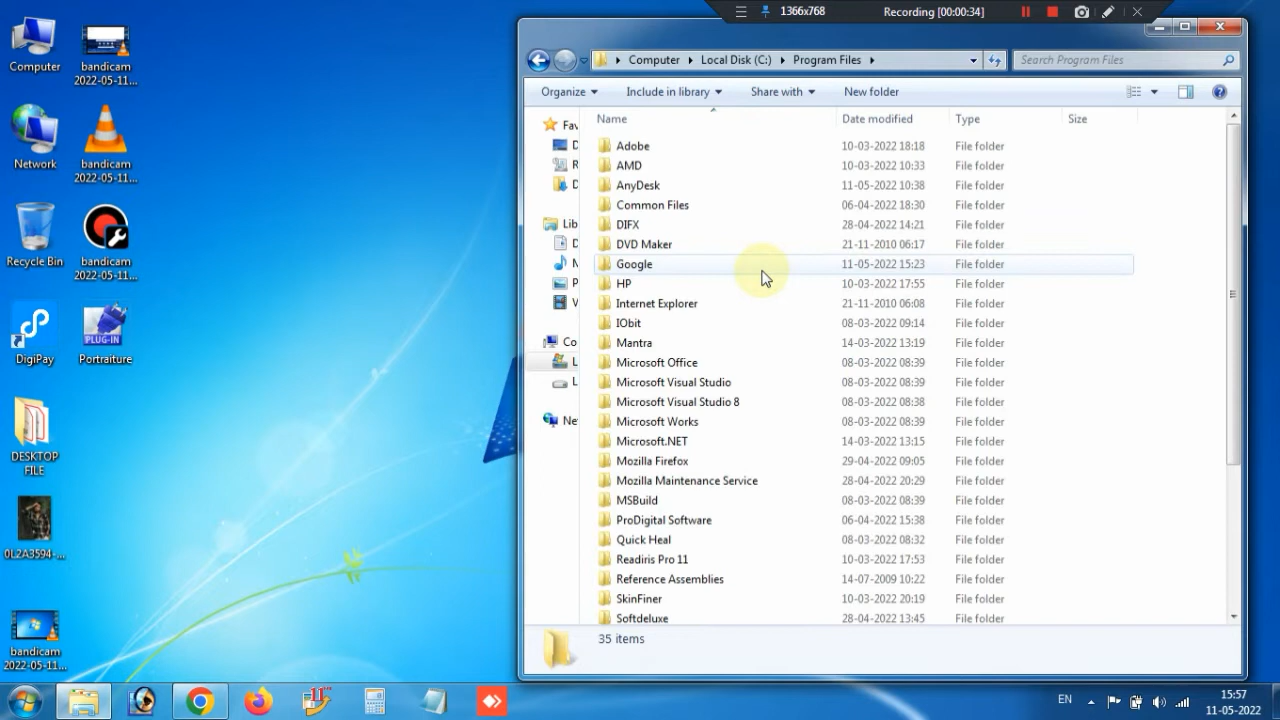 1366x768 Recording [00:00:34]
Computer
bandicam
2022-05-11...
Network
bandicam
2022-05-11...
Recycle Bin
bandicam
2022-05-11...
DigiPay
PLUG-IN
Portraiture
DESKTOP
FILE
0L2A3594-...
bandicam
2022-05-11...
Computer Local Disk (C:) Program Files Search Program Files
Organize Include in library Share with New folder
Name Date modified Type Size
Fav
D
R
D
Lib
D
N
P
V
Co
L
L
Net
Adobe 10-03-2022 18:18 File folder
AMD 10-03-2022 10:33 File folder
AnyDesk 11-05-2022 10:38 File folder
Common Files 06-04-2022 18:30 File folder
DIFX 28-04-2022 14:21 File folder
DVD Maker 21-11-2010 06:17 File folder
Google 11-05-2022 15:23 File folder
HP 10-03-2022 17:55 File folder
Internet Explorer 21-11-2010 06:08 File folder
IObit 08-03-2022 09:14 File folder
Mantra 14-03-2022 13:19 File folder
Microsoft Office 08-03-2022 08:39 File folder
Microsoft Visual Studio 08-03-2022 08:39 File folder
Microsoft Visual Studio 8 08-03-2022 08:38 File folder
Microsoft Works 08-03-2022 08:39 File folder
Microsoft.NET 14-03-2022 13:15 File folder
Mozilla Firefox 29-04-2022 09:05 File folder
Mozilla Maintenance Service 28-04-2022 20:29 File folder
MSBuild 08-03-2022 08:39 File folder
ProDigital Software 06-04-2022 15:38 File folder
Quick Heal 08-03-2022 08:32 File folder
Readiris Pro 11 10-03-2022 17:53 File folder
Reference Assemblies 14-07-2009 10:22 File folder
SkinFiner 10-03-2022 20:19 File folder
Softdeluxe 28-04-2022 13:45 File folder
35 items
11
EN 15:57
11-05-2022